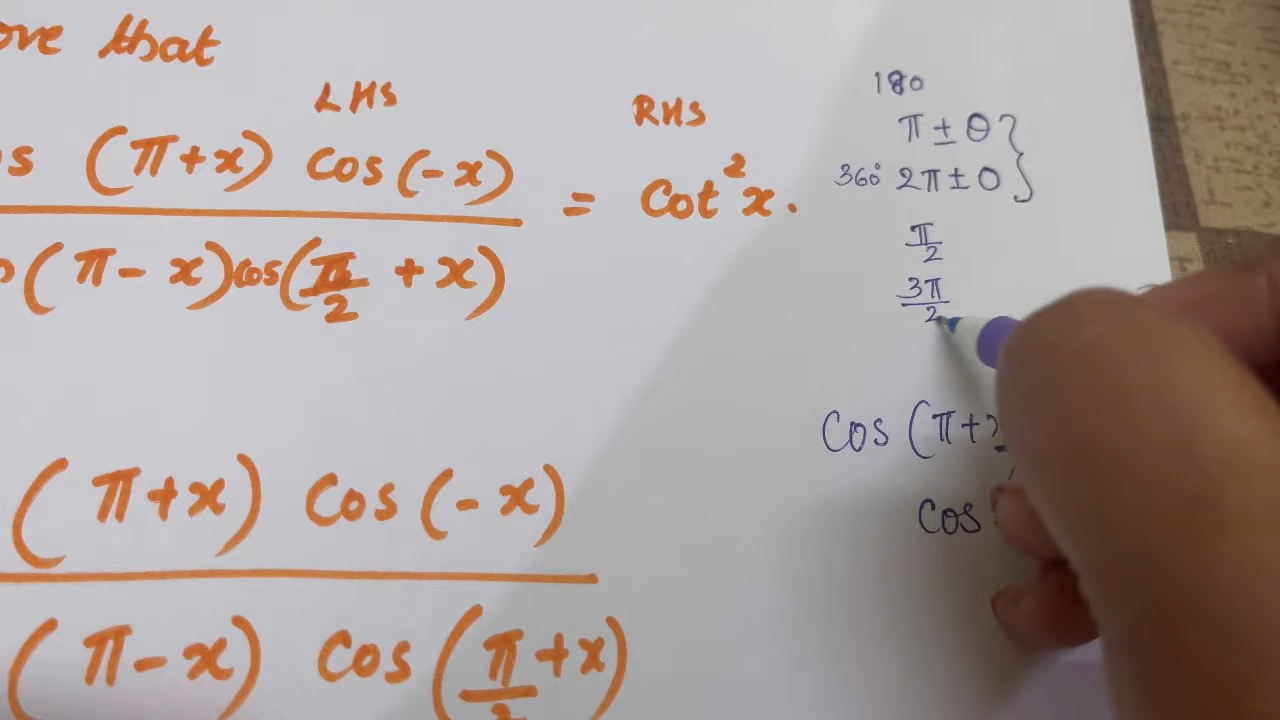 ove that
LHS
RHS
os (π+x) cos(-x)
= cot²x.
(π-x)cos(π/2 +x)
180
π±θ}
360° 2π±θ
π/2
3π/2
cos (π+x
cos
(π+x) cos(-x)
(π-x) cos(π/2+x)